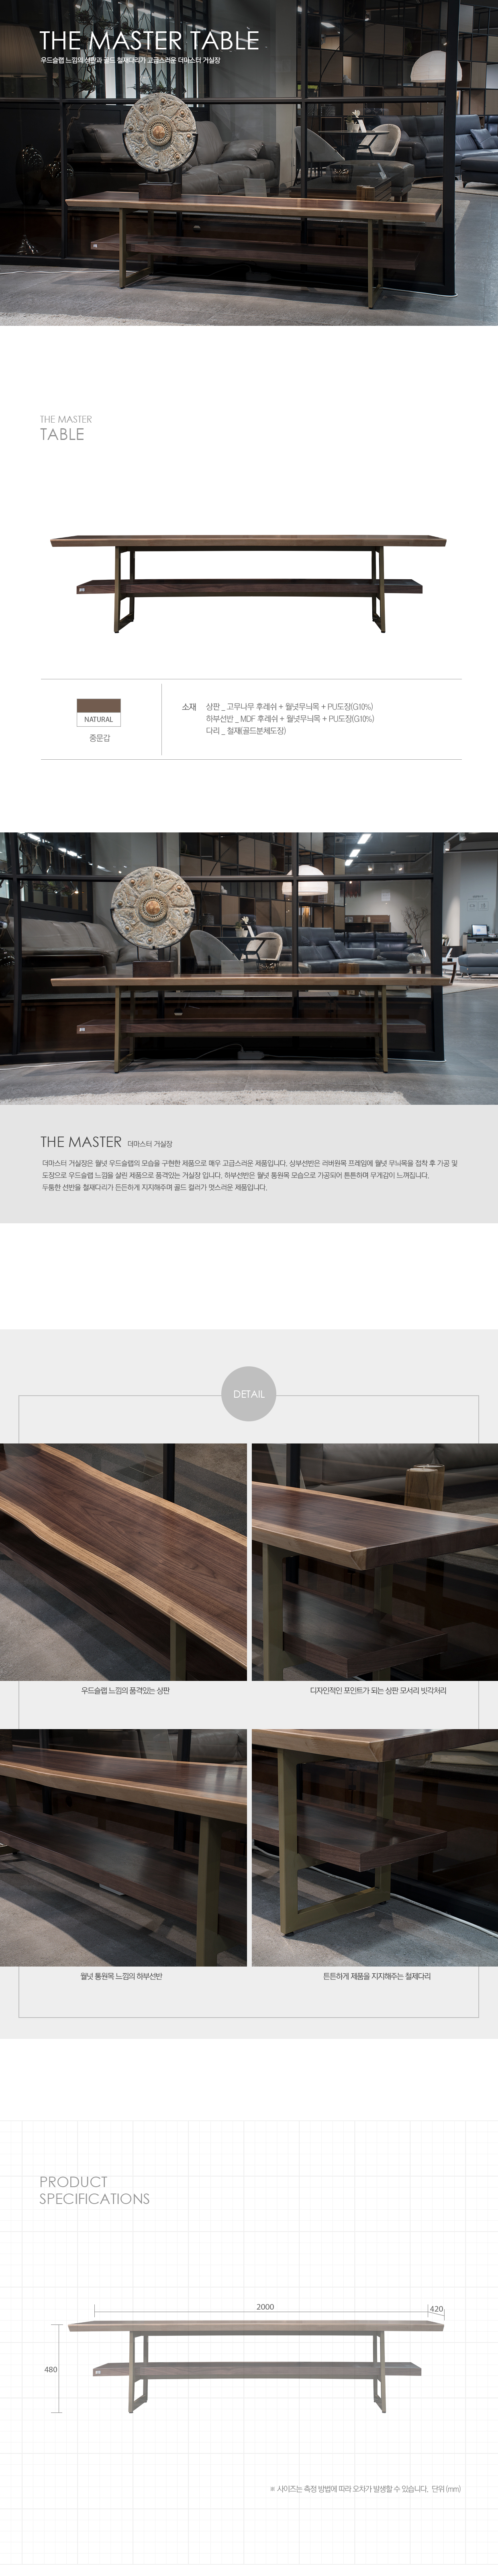 THE MASTER TABLE
우드슬랩 느낌의 상판과 골드 철재다리가 고급스러운 더마스터 거실장
THE MASTER
TABLE
NATURAL
중문갑
소재 상판 _ 고무나무 후레쉬 + 월넛무늬목 + PU도장(G10%)
하부선반 _ MDF 후레쉬 + 월넛무늬목 + PU도장(G10%)
다리 _ 철재(골드분체도장)
THE MASTER 더마스터 거실장
더마스터 거실장은 월넛 우드슬랩의 모습을 구현한 제품으로 매우 고급스러운 제품입니다. 상부선반은 러버원목 프레임에 월넛 무늬목을 접착 후 가공 및
도장으로 우드슬랩 느낌을 살린 제품으로 품격있는 거실장 입니다. 하부선반은 월넛 통원목 모습으로 가공되어 튼튼하며 무게감이 느껴집니다.
두툼한 선반을 철재다리가 든든하게 지지해주며 골드 컬러가 멋스러운 제품입니다.
DETAIL
우드슬랩 느낌의 품격있는 상판
디자인적인 포인트가 되는 상판 모서리 빗각처리
월넛 통원목 느낌의 하부선반
튼튼하게 제품을 지지해주는 철제다리
PRODUCT
SPECIFICATIONS
2000
420
480
※ 사이즈는 측정 방법에 따라 오차가 발생할 수 있습니다. 단위 (mm)